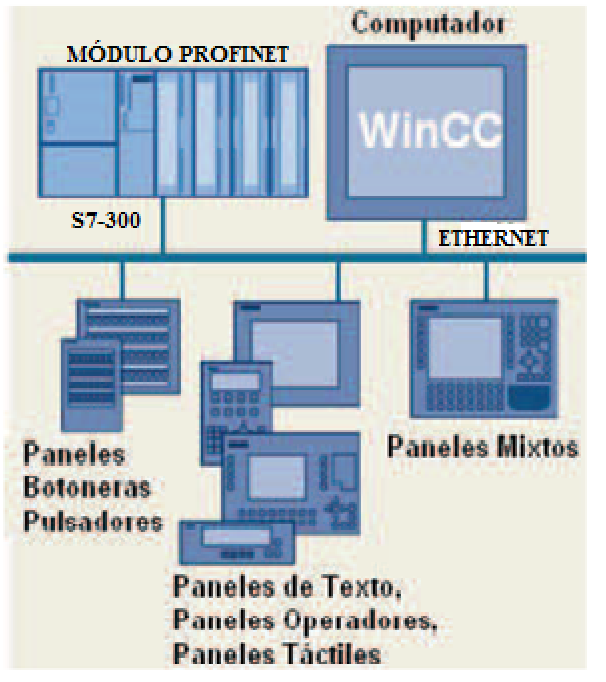 Computador
MÓDULO PROFINET
WinCC
S7-300
ETHERNET
Paneles
Botoneras
Pulsadores
Paneles Mixtos
Paneles de Texto,
Paneles Operadores,
Paneles Táctiles